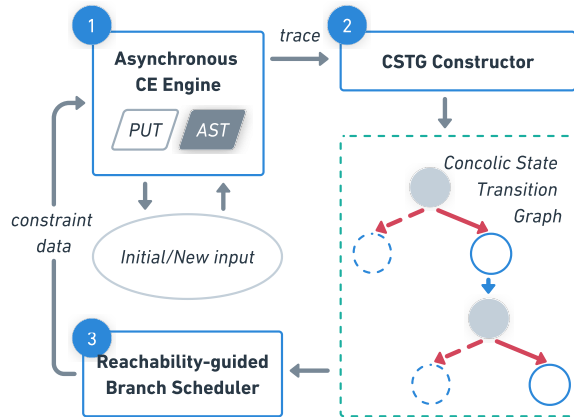 1
Asynchronous
CE Engine
PUT
AST
trace
2
CSTG Constructor
Concolic State
Transition
Graph
constraint
data
Initial/New input
3
Reachability-guided
Branch Scheduler